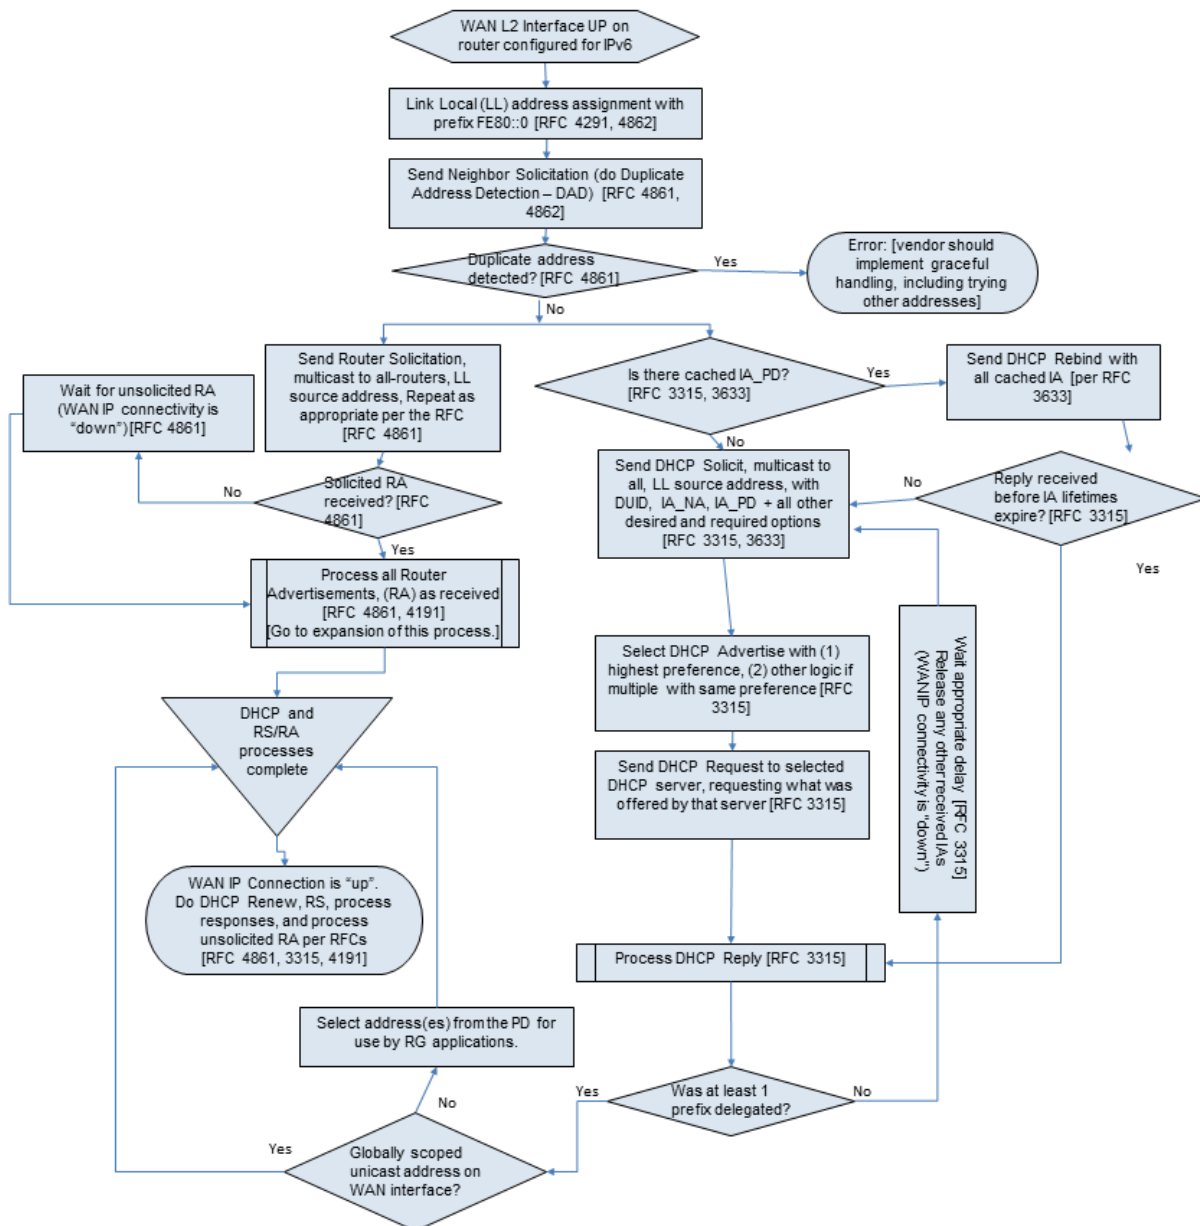 WAN L2 Interface UP on
router configured for IPv6
Link Local (LL) address assignment with
prefix FE80::0 [RFC 4291, 4862]
Send Neighbor Solicitation (do Duplicate
Address Detection – DAD) [RFC 4861,
4862]
Duplicate address
detected? [RFC 4861]
Yes
Error: [vendor should
implement graceful
handling, including trying
other addresses]
No
Send Router Solicitation,
multicast to all-routers, LL
source address, Repeat as
appropriate per the RFC
[RFC 4861]
Wait for unsolicited RA
(WAN IP connectivity is
“down”)[RFC 4861]
No
Solicited RA
received? [RFC
4861]
Yes
Process all Router
Advertisements, (RA) as received
[RFC 4861, 4191]
[Go to expansion of this process.]
Is there cached IA_PD?
[RFC 3315, 3633]
Yes
Send DHCP Rebind with
all cached IA [per RFC
3633]
No
Send DHCP Solicit, multicast to
all, LL source address, with
DUID, IA_NA, IA_PD + all other
desired and required options
[RFC 3315, 3633]
No
Reply received
before IA lifetimes
expire? [RFC 3315]
Yes
Select DHCP Advertise with (1)
highest preference, (2) other logic if
multiple with same preference [RFC
3315]
Wait appropriate delay [RFC 3315]
Release any other received IAs
(WANIP connectivity is "down")
Send DHCP Request to selected
DHCP server, requesting what was
offered by that server [RFC 3315]
DHCP and
RS/RA
processes
complete
WAN IP Connection is “up”.
Do DHCP Renew, RS, process
responses, and process
unsolicited RA per RFCs
[RFC 4861, 3315, 4191]
Process DHCP Reply [RFC 3315]
Select address(es) from the PD for
use by RG applications.
Was at least 1
prefix delegated?
Yes
No
No
Yes
Globally scoped
unicast address on
WAN interface?